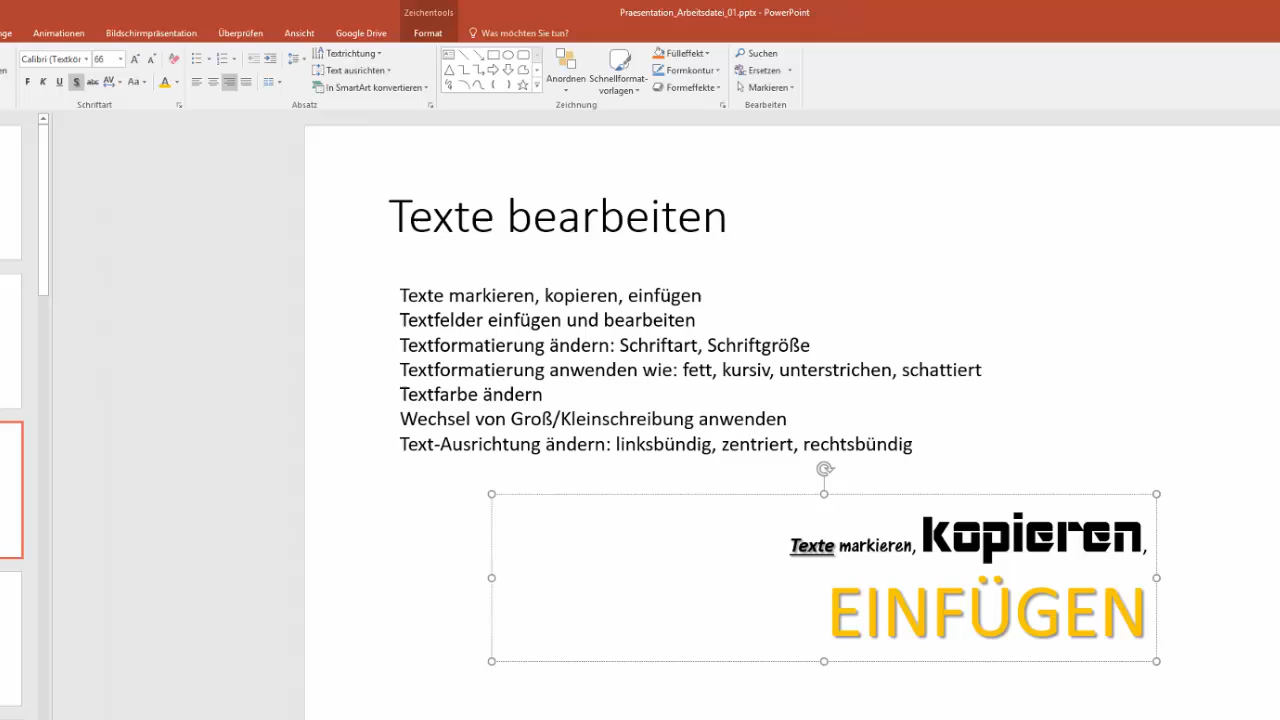 Zeichentools
Praesentation_Arbeitsdatei_01.pptx - PowerPoint
nge Animationen Bildschirmpräsentation Überprüfen Ansicht Google Drive Format Was möchten Sie tun?
Calibri (Textkör 66
Textrichtung
Text ausrichten
In SmartArt konvertieren
F K U S abc AV Aa A
Anordnen
Schnellformat-
vorlagen
Fülleffekt
Formkontur
Formeffekte
Suchen
Ersetzen
Markieren
Schriftart Absatz Zeichnung Bearbeiten
Texte bearbeiten
Texte markieren, kopieren, einfügen
Textfelder einfügen und bearbeiten
Textformatierung ändern: Schriftart, Schriftgröße
Textformatierung anwenden wie: fett, kursiv, unterstrichen, schattiert
Textfarbe ändern
Wechsel von Groß/Kleinschreibung anwenden
Text-Ausrichtung ändern: linksbündig, zentriert, rechtsbündig
Texte markieren, kopieren,
EINFÜGEN